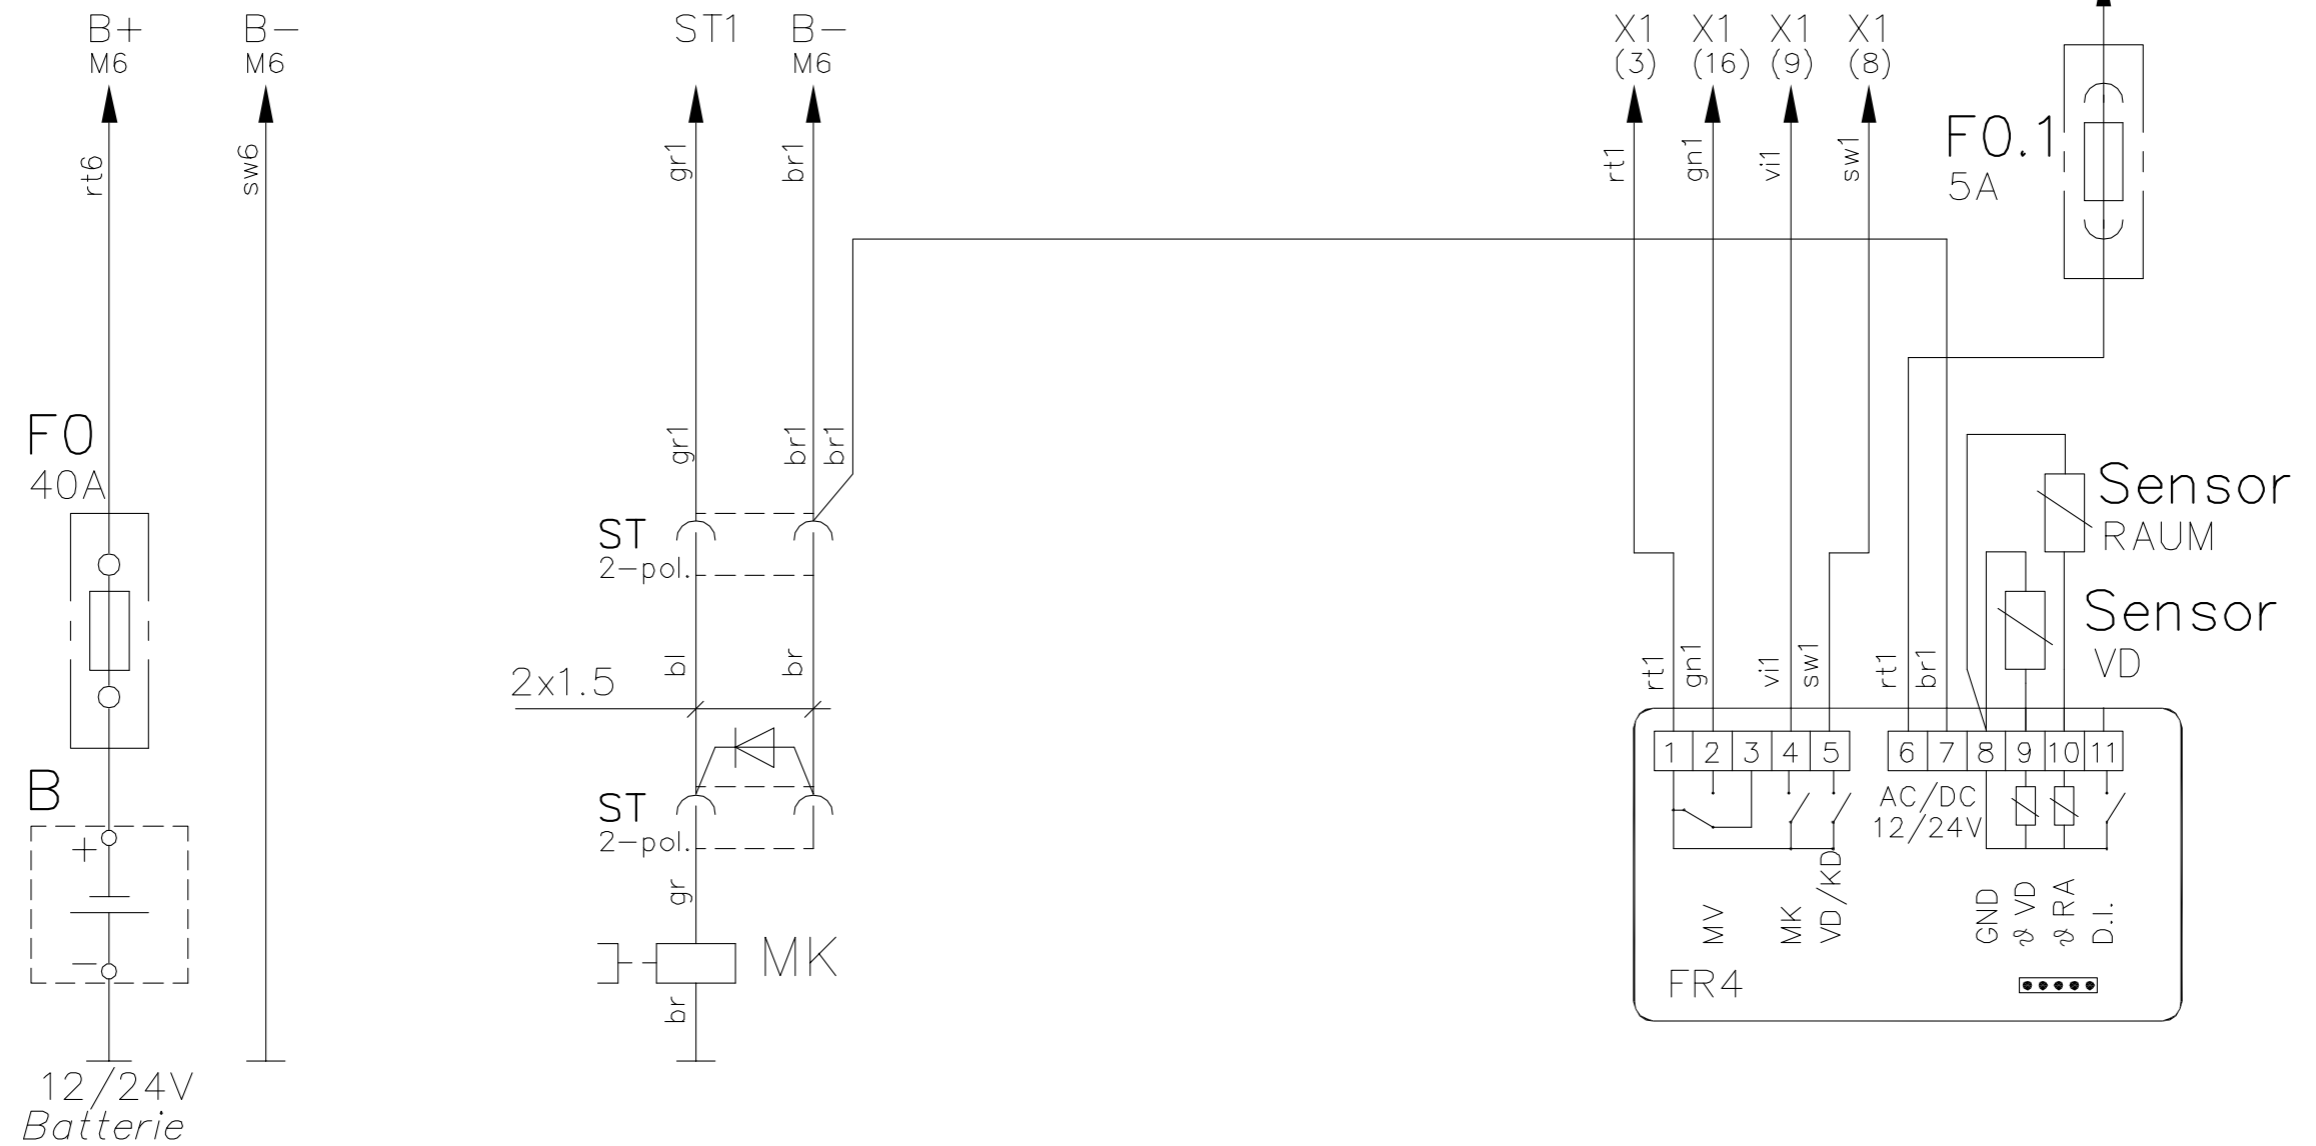 B+
M6
B-
M6
ST1
B-
M6
X1
(3)
X1
(16)
X1
(9)
X1
(8)
F0.1
5A
rt6
sw6
gr1
br1
rt1
gn1
vi1
sw1
F0
40A
gr1
br1
br1
ST
2-pol.
Sensor
RAUM
Sensor
VD
2x1.5
bl
br
rt1
gn1
vi1
sw1
rt1
br1
1 2 3 4 5 6 7 8 9 10 11
B
+
-
ST
2-pol.
AC/DC
12/24V
gr
MK
br
MV
MK
VD/KD
GND
ϑ VD
ϑ RA
D.I.
FR4
12/24V
Batterie